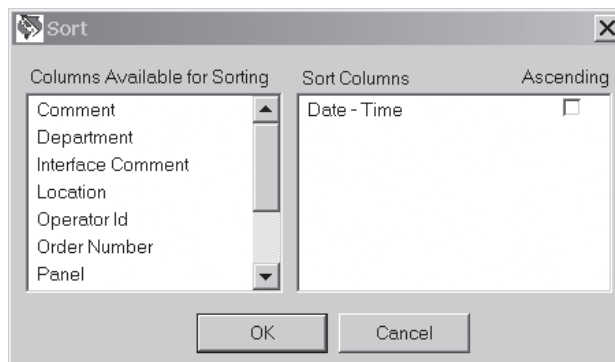 Sort
Columns Available for Sorting
Comment
Department
Interface Comment
Location
Operator Id
Order Number
Panel
Sort Columns Ascending
Date - Time
OK Cancel